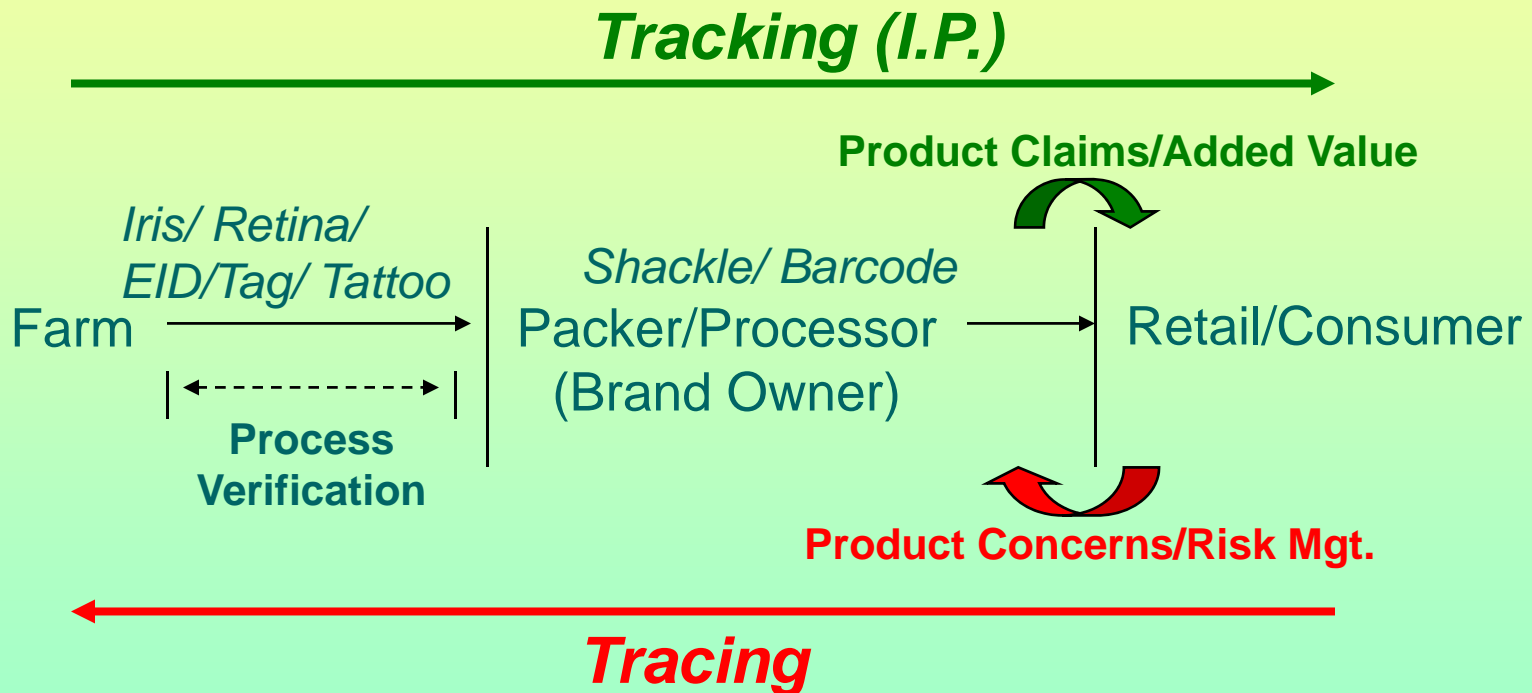 Tracking (I.P.)
Product Claims/Added Value
Iris/ Retina/
EID/Tag/ Tattoo
Shackle/ Barcode
Farm
Packer/Processor
(Brand Owner)
Retail/Consumer
Process
Verification
Product Concerns/Risk Mgt.
Tracing